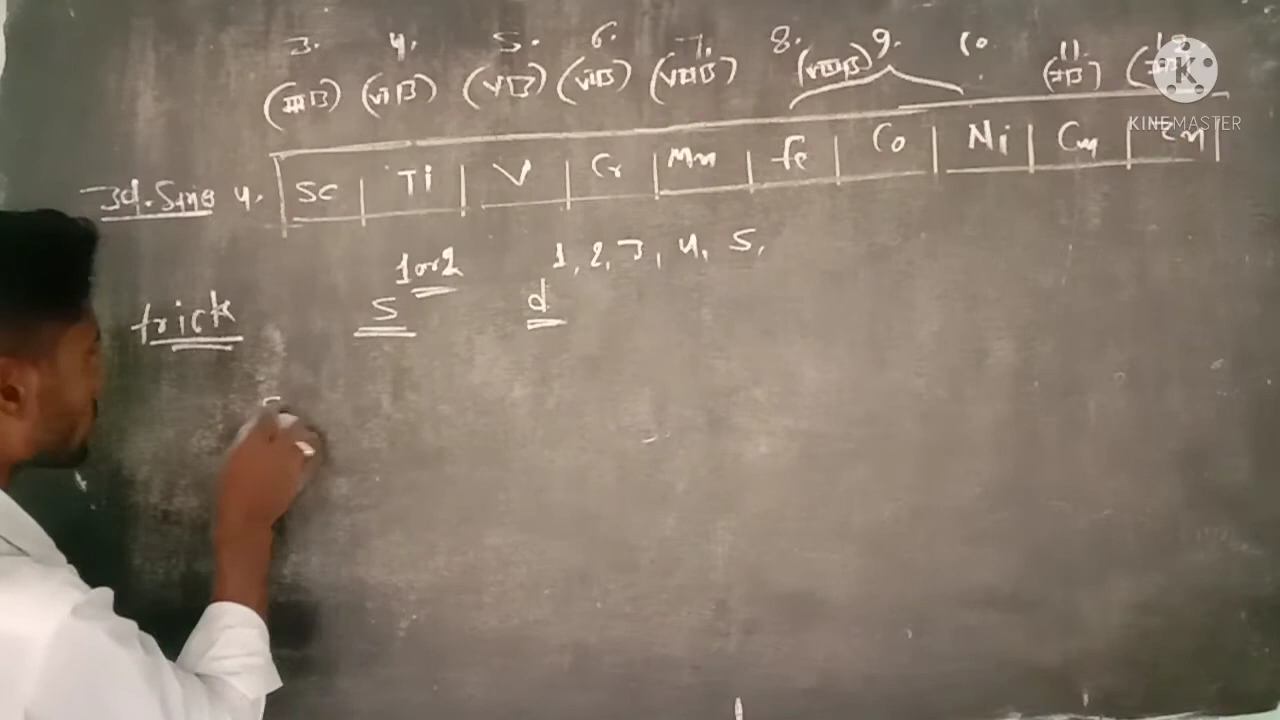 3. 4. 5. 6. 7. 8. 9. 10. 11 12
(IIIB) (VIB) (VB) (VIB) (VIIB) (VIIIB) (IB) (IIB)
K
KINEMASTER
3d. Series 4. Sc Ti V Cr Mn Fe Co Ni Cu Zn
trick S 1 or 2 d 1, 2, 3, 4, 5,